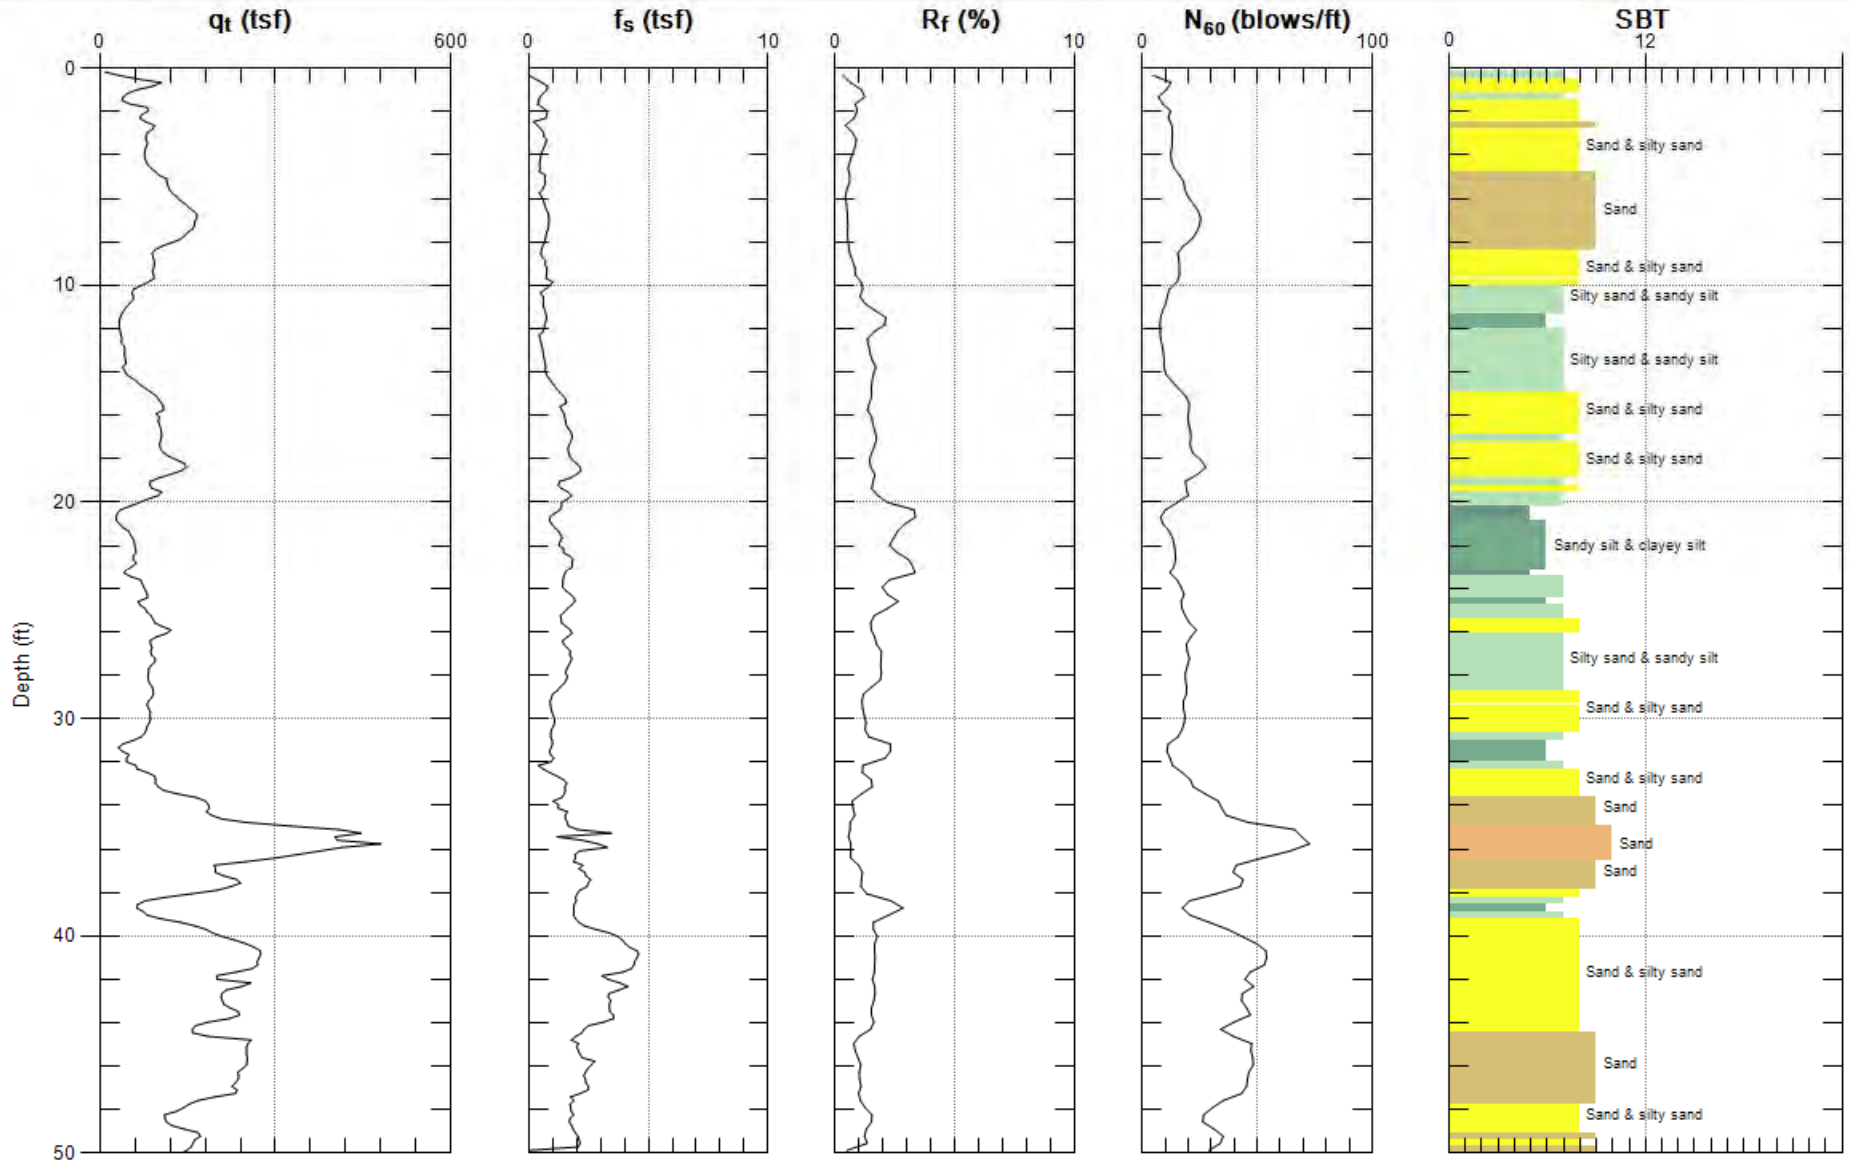 qt (tsf)
fs (tsf)
Rf (%)
N60 (blows/ft)
SBT
0
600
0
10
0
10
0
100
0
12
0
10
20
30
40
50
Depth (ft)
Sand & silty sand
Sand
Sand & silty sand
Silty sand & sandy silt
Silty sand & sandy silt
Sand & silty sand
Sand & silty sand
Sandy silt & clayey silt
Silty sand & sandy silt
Sand & silty sand
Sand & silty sand
Sand
Sand
Sand
Sand & silty sand
Sand
Sand & silty sand